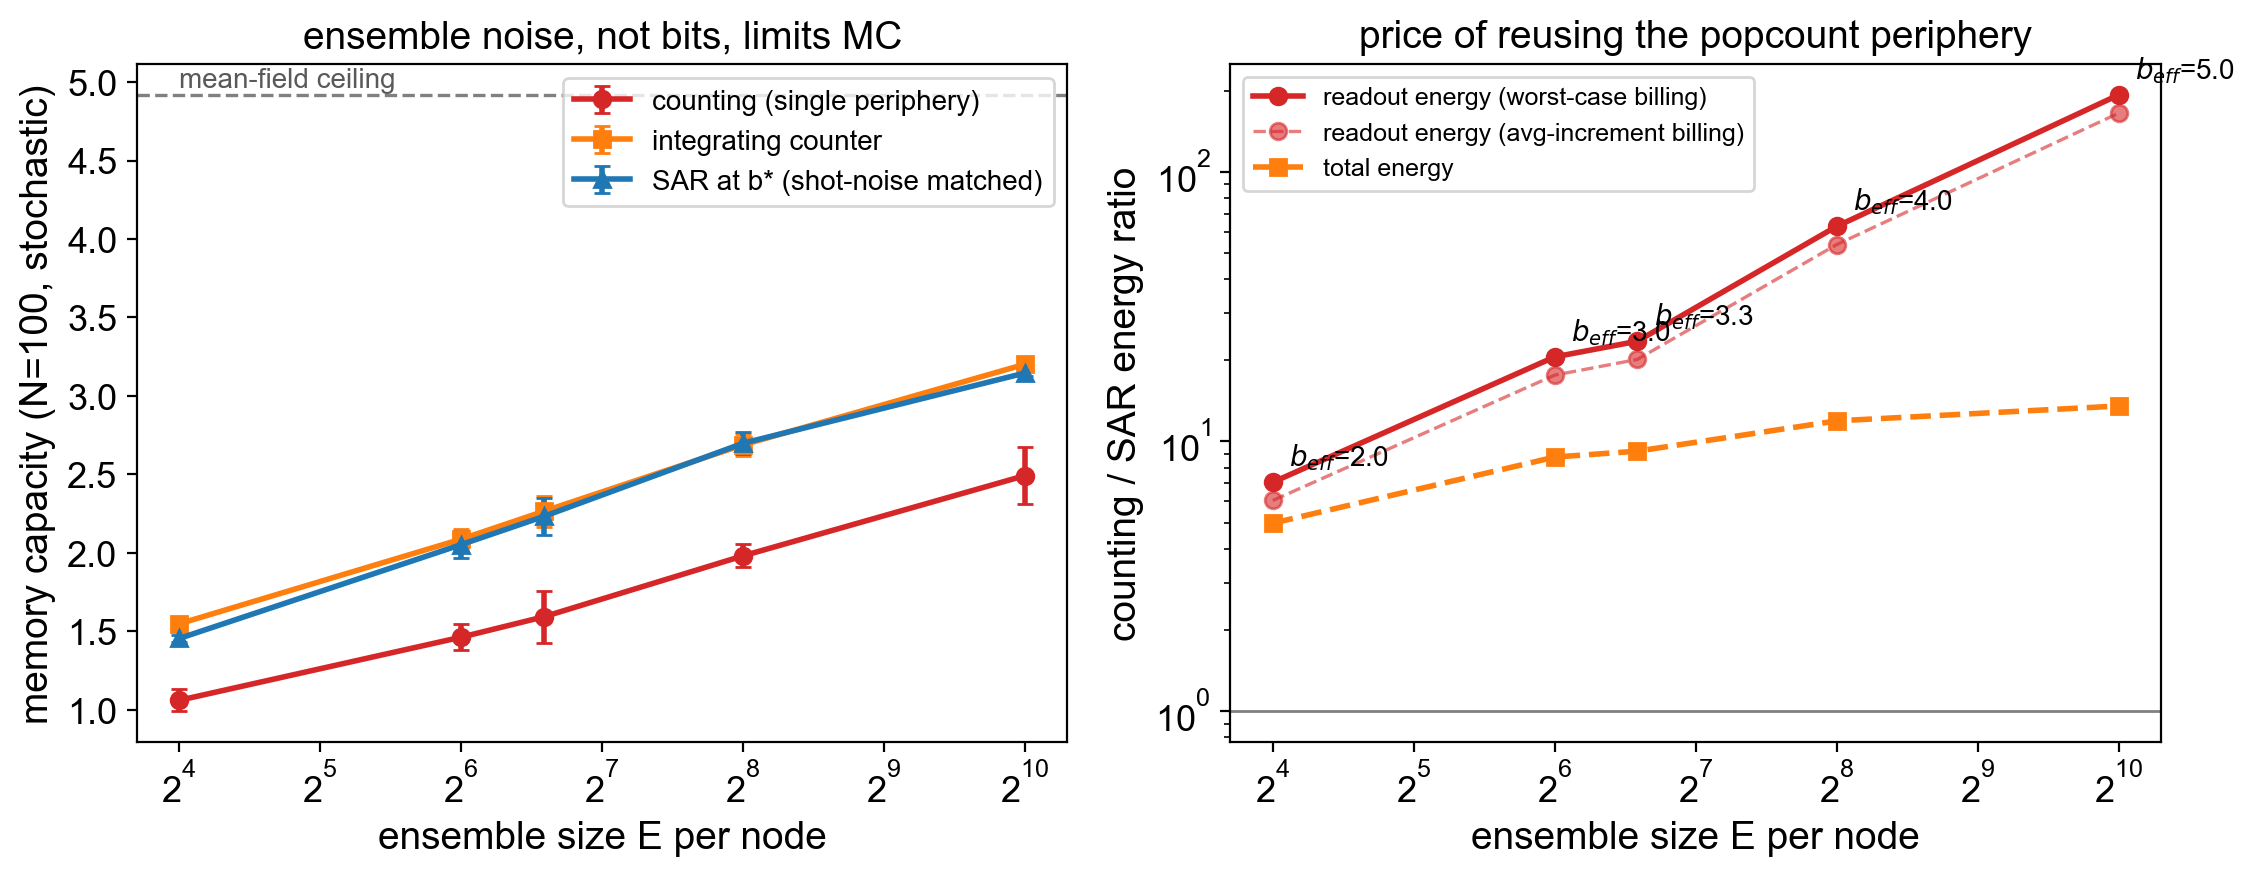 ensemble noise, not bits, limits MC
mean-field ceiling
counting (single periphery)
integrating counter
SAR at b* (shot-noise matched)
memory capacity (N=100, stochastic)
5.0
4.5
4.0
3.5
3.0
2.5
2.0
1.5
1.0
2^4
2^5
2^6
2^7
2^8
2^9
2^10
ensemble size E per node
price of reusing the popcount periphery
readout energy (worst-case billing)
readout energy (avg-increment billing)
total energy
counting / SAR energy ratio
10^2
10^1
10^0
b_eff=2.0
b_eff=3.0
b_eff=3.3
b_eff=4.0
b_eff=5.0
2^4
2^5
2^6
2^7
2^8
2^9
2^10
ensemble size E per node